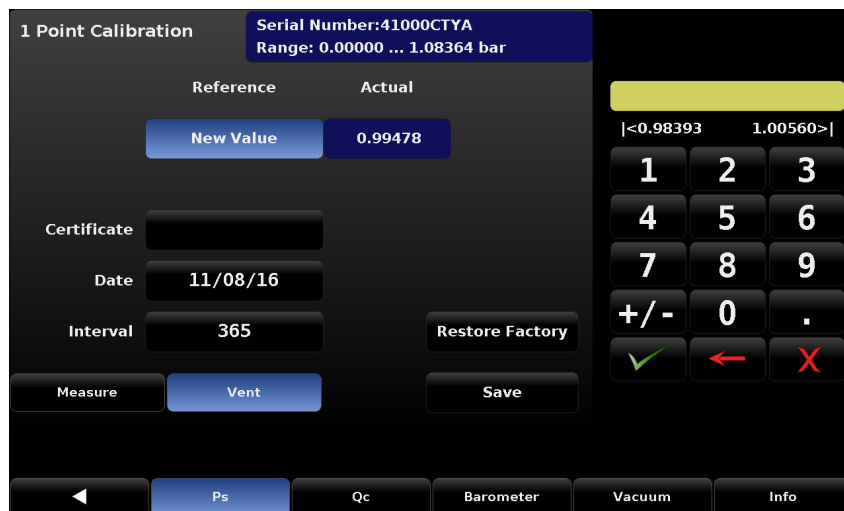 1 Point Calibration
Serial Number:41000CTYA
Range: 0.00000 ... 1.08364 bar
Reference Actual
New Value 0.99478
Certificate
Date 11/08/16
Interval 365
Restore Factory
Measure Vent Save
|<0.98393 1.00560>|
1 2 3
4 5 6
7 8 9
+/- 0 .
X
Ps Qc Barometer Vacuum Info